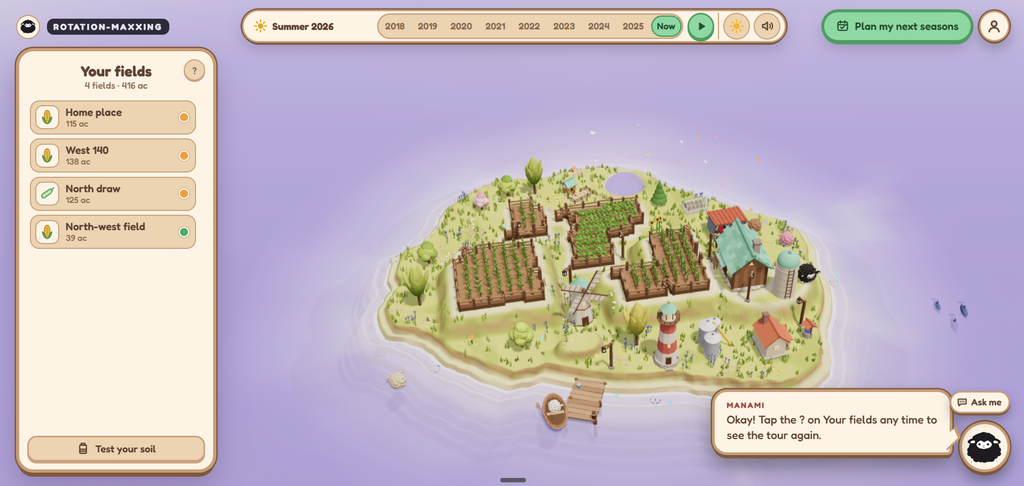 ROTATION-MAXXING
Summer 2026
2018 2019 2020 2021 2022 2023 2024 2025 Now
Plan my next seasons
Your fields
?
4 fields · 416 ac
Home place
115 ac
West 140
138 ac
North draw
125 ac
North-west field
39 ac
Test your soil
MANAMI
Okay! Tap the ? on Your fields any time to
see the tour again.
Ask me